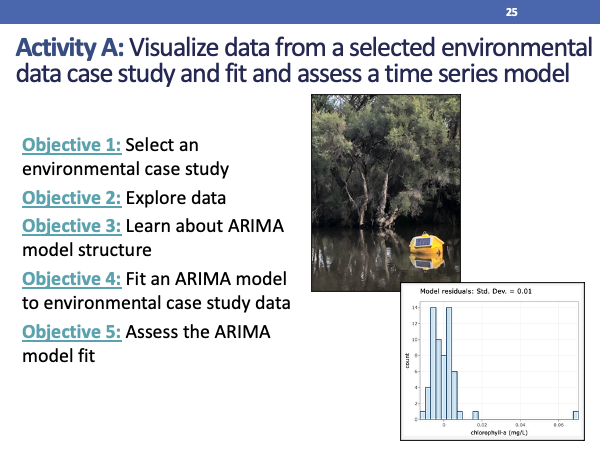 25
Activity A: Visualize data from a selected environmental
data case study and fit and assess a time series model
Objective 1: Select an
environmental case study
Objective 2: Explore data
Objective 3: Learn about ARIMA
model structure
Objective 4: Fit an ARIMA model
to environmental case study data
Objective 5: Assess the ARIMA
model fit
Model residuals: Std. Dev. = 0.01
count
14
12
10
8
6
4
2
0
0 0.02 0.04 0.06
chlorophyll-a (mg/L)